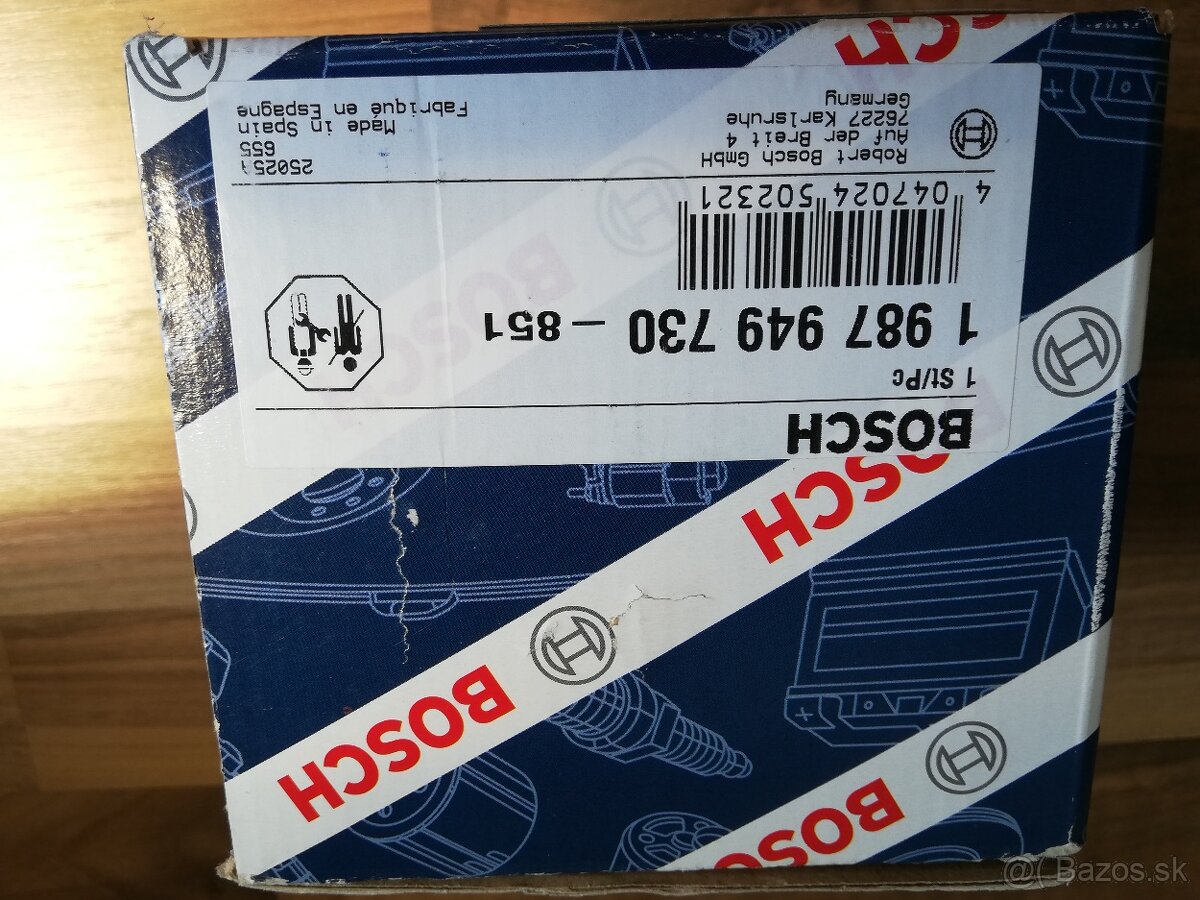 BOSCH
1 St/Pc
1 987 949 730 – 851
4 047024 502321
Robert Bosch GmbH
Auf der Breit 4
76227 Karlsruhe
Germany
655
Made in Spain
Fabriqué en Espagne
BOSCH
BOSCH
BOSCH
BOSCH
BOSCH
Bazos.sk